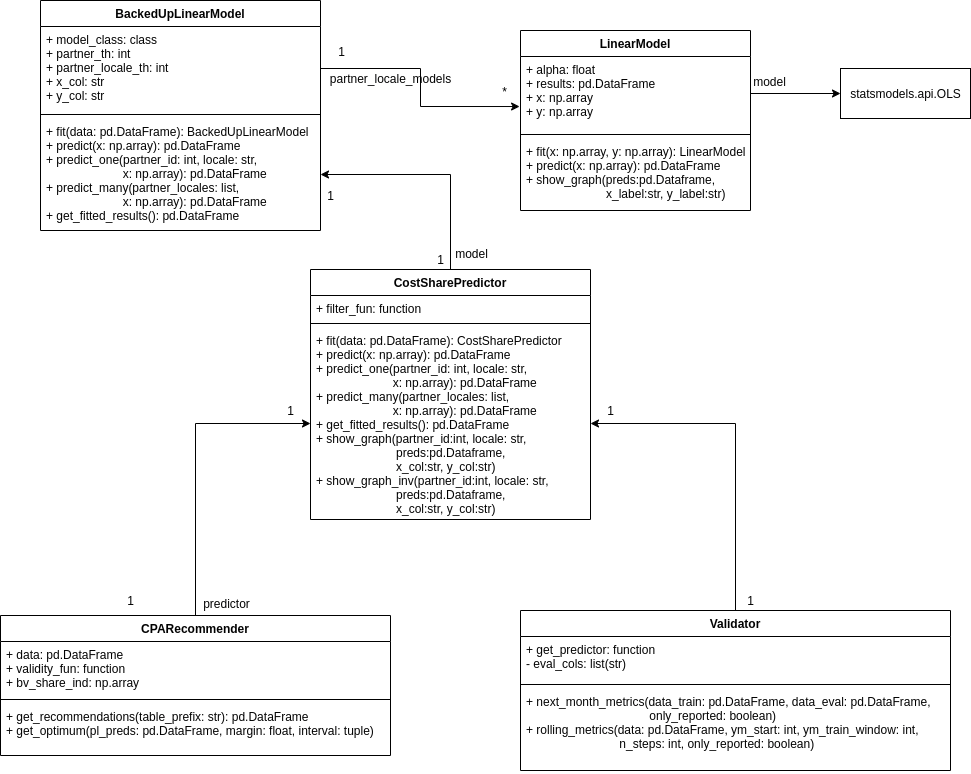 BackedUpLinearModel
+ model_class: class
+ partner_th: int
+ partner_locale_th: int
+ x_col: str
+ y_col: str
+ fit(data: pd.DataFrame): BackedUpLinearModel
+ predict(x: np.array): pd.DataFrame
+ predict_one(partner_id: int, locale: str,
x: np.array): pd.DataFrame
+ predict_many(partner_locales: list,
x: np.array): pd.DataFrame
+ get_fitted_results(): pd.DataFrame
1
partner_locale_models
*
LinearModel
+ alpha: float
+ results: pd.DataFrame
+ x: np.array
+ y: np.array
+ fit(x: np.array, y: np.array): LinearModel
+ predict(x: np.array): pd.DataFrame
+ show_graph(preds:pd.Dataframe,
x_label:str, y_label:str)
model
statsmodels.api.OLS
1
1
model
CostSharePredictor
+ filter_fun: function
+ fit(data: pd.DataFrame): CostSharePredictor
+ predict(x: np.array): pd.DataFrame
+ predict_one(partner_id: int, locale: str,
x: np.array): pd.DataFrame
+ predict_many(partner_locales: list,
x: np.array): pd.DataFrame
+ get_fitted_results(): pd.DataFrame
+ show_graph(partner_id:int, locale: str,
preds:pd.Dataframe,
x_col:str, y_col:str)
+ show_graph_inv(partner_id:int, locale: str,
preds:pd.Dataframe,
x_col:str, y_col:str)
1
1
1
predictor
1
CPARecommender
+ data: pd.DataFrame
+ validity_fun: function
+ bv_share_ind: np.array
+ get_recommendations(table_prefix: str): pd.DataFrame
+ get_optimum(pl_preds: pd.DataFrame, margin: float, interval: tuple)
Validator
+ get_predictor: function
- eval_cols: list(str)
+ next_month_metrics(data_train: pd.DataFrame, data_eval: pd.DataFrame,
only_reported: boolean)
+ rolling_metrics(data: pd.DataFrame, ym_start: int, ym_train_window: int,
n_steps: int, only_reported: boolean)